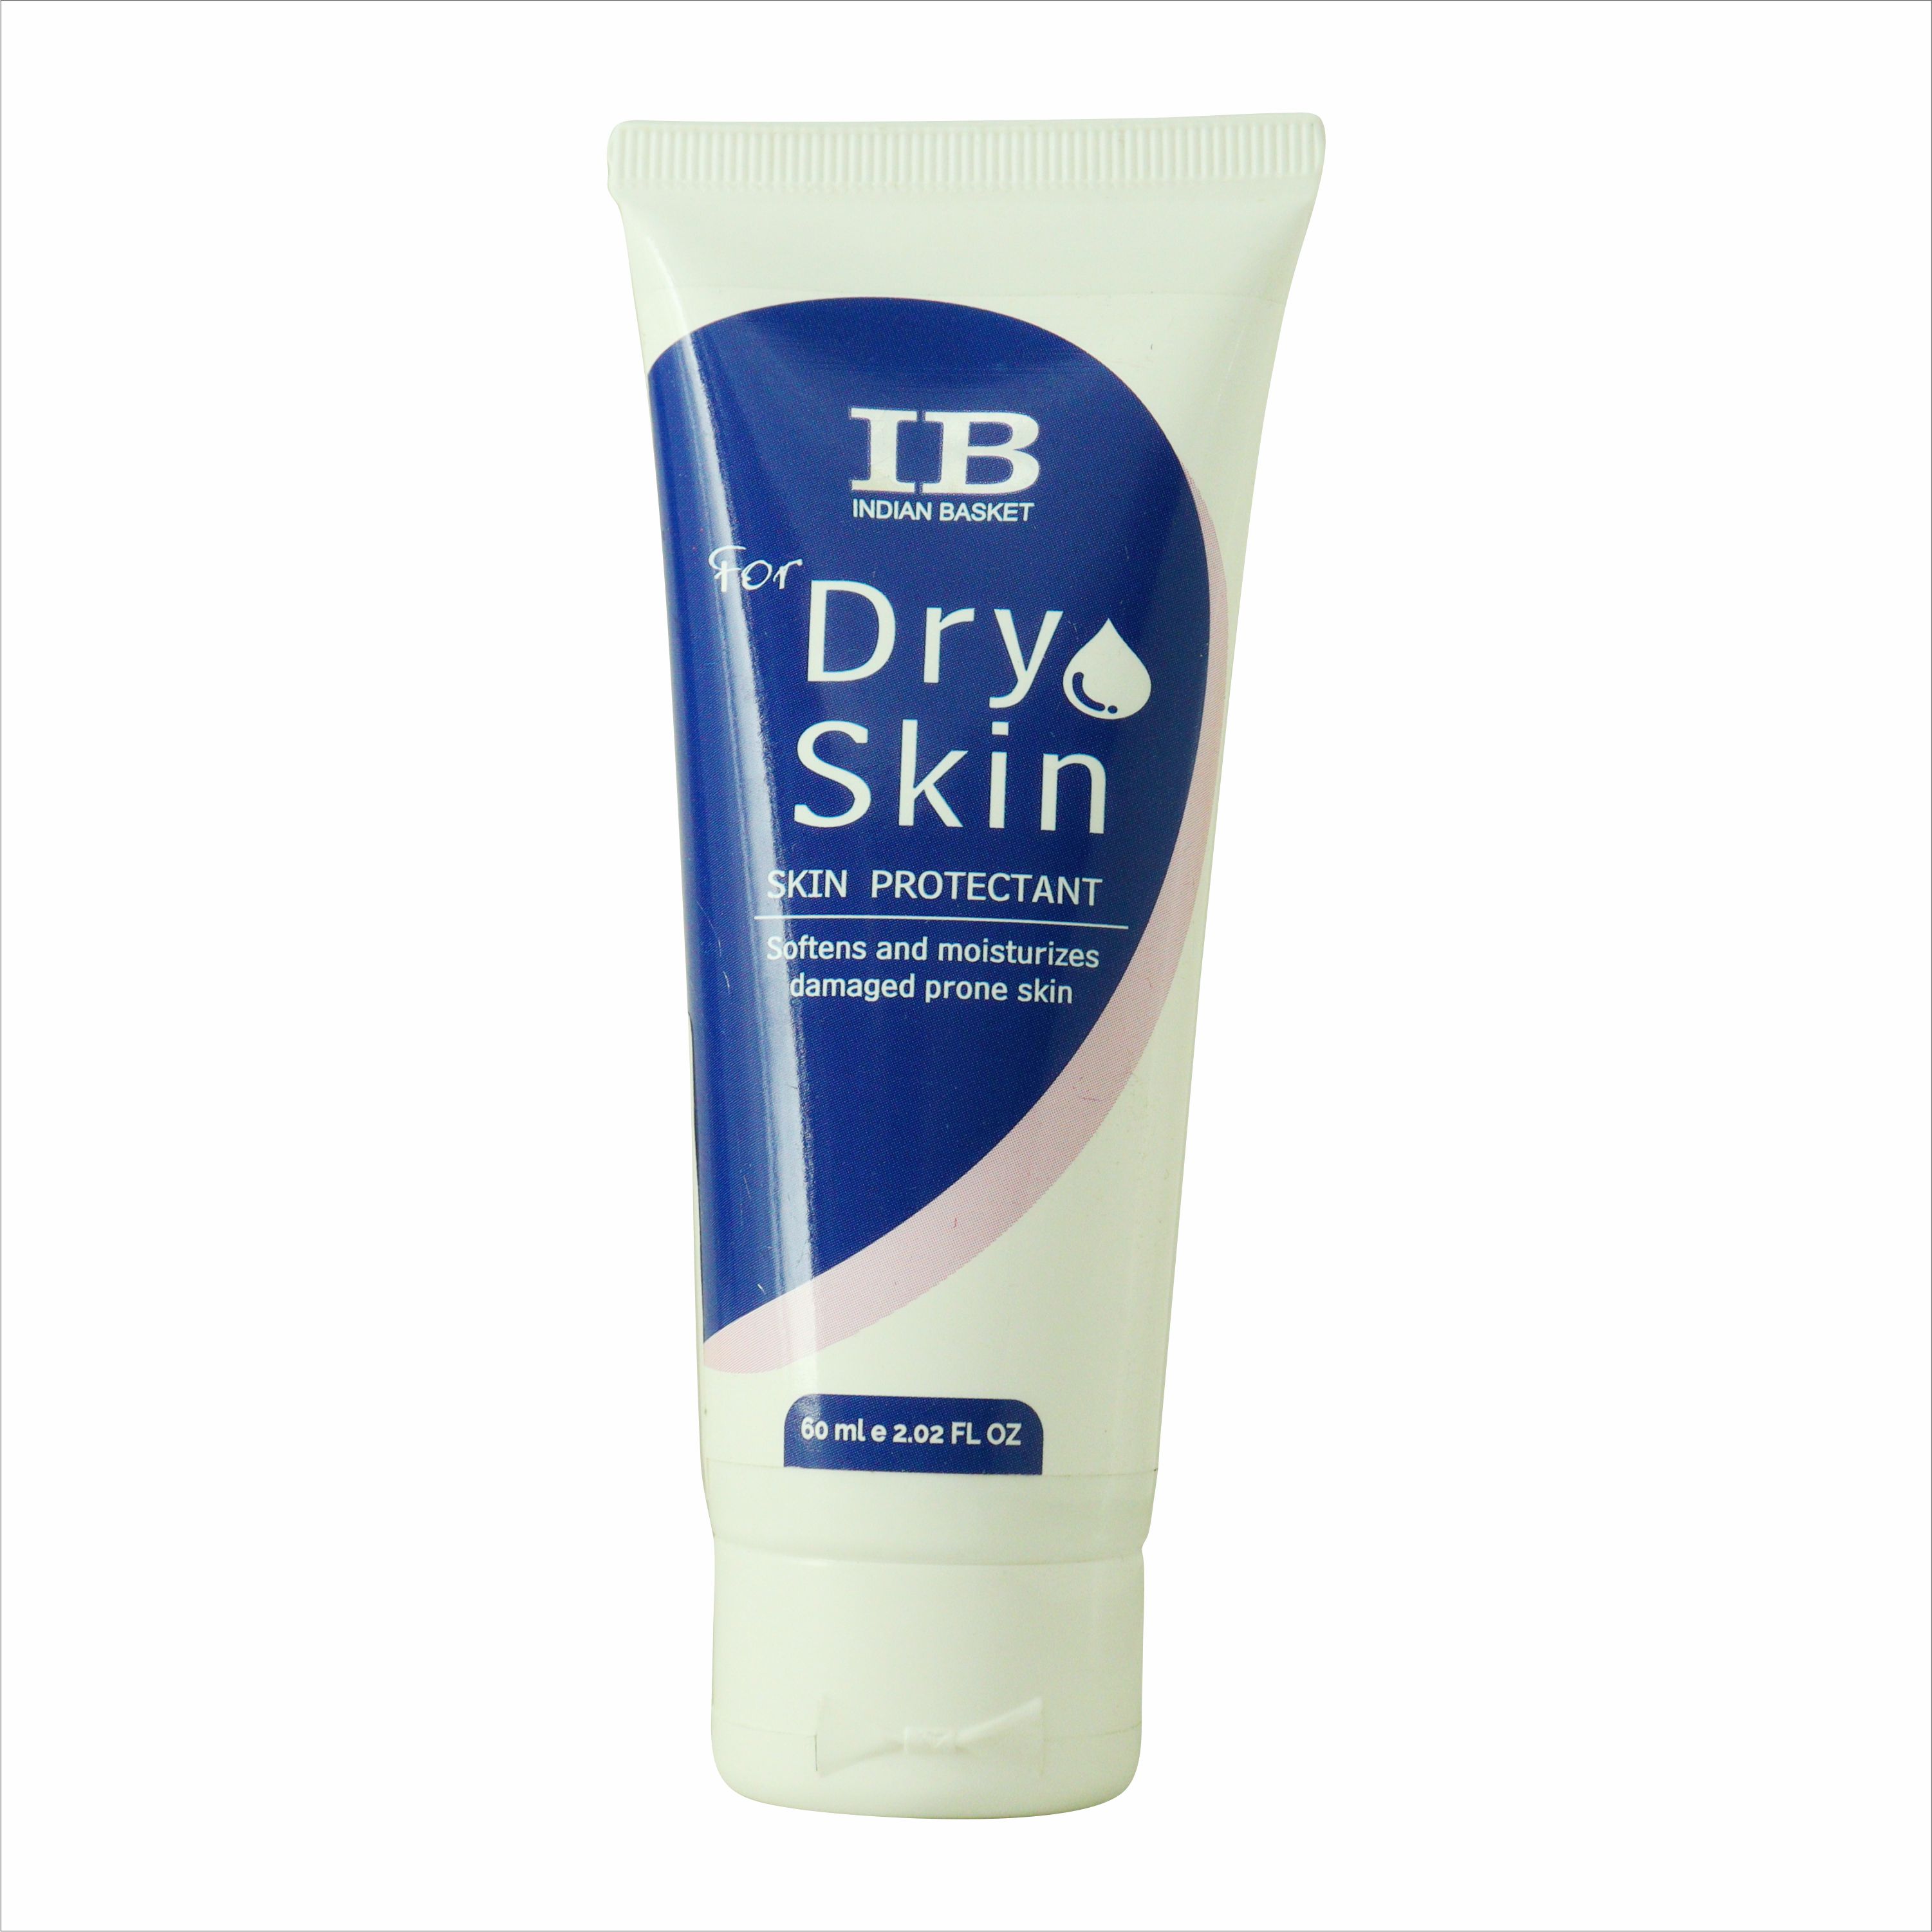 IB
INDIAN BASKET
For
Dry
Skin
SKIN PROTECTANT
Softens and moisturizes
damaged prone skin
60 ml e 2.02 FL OZ